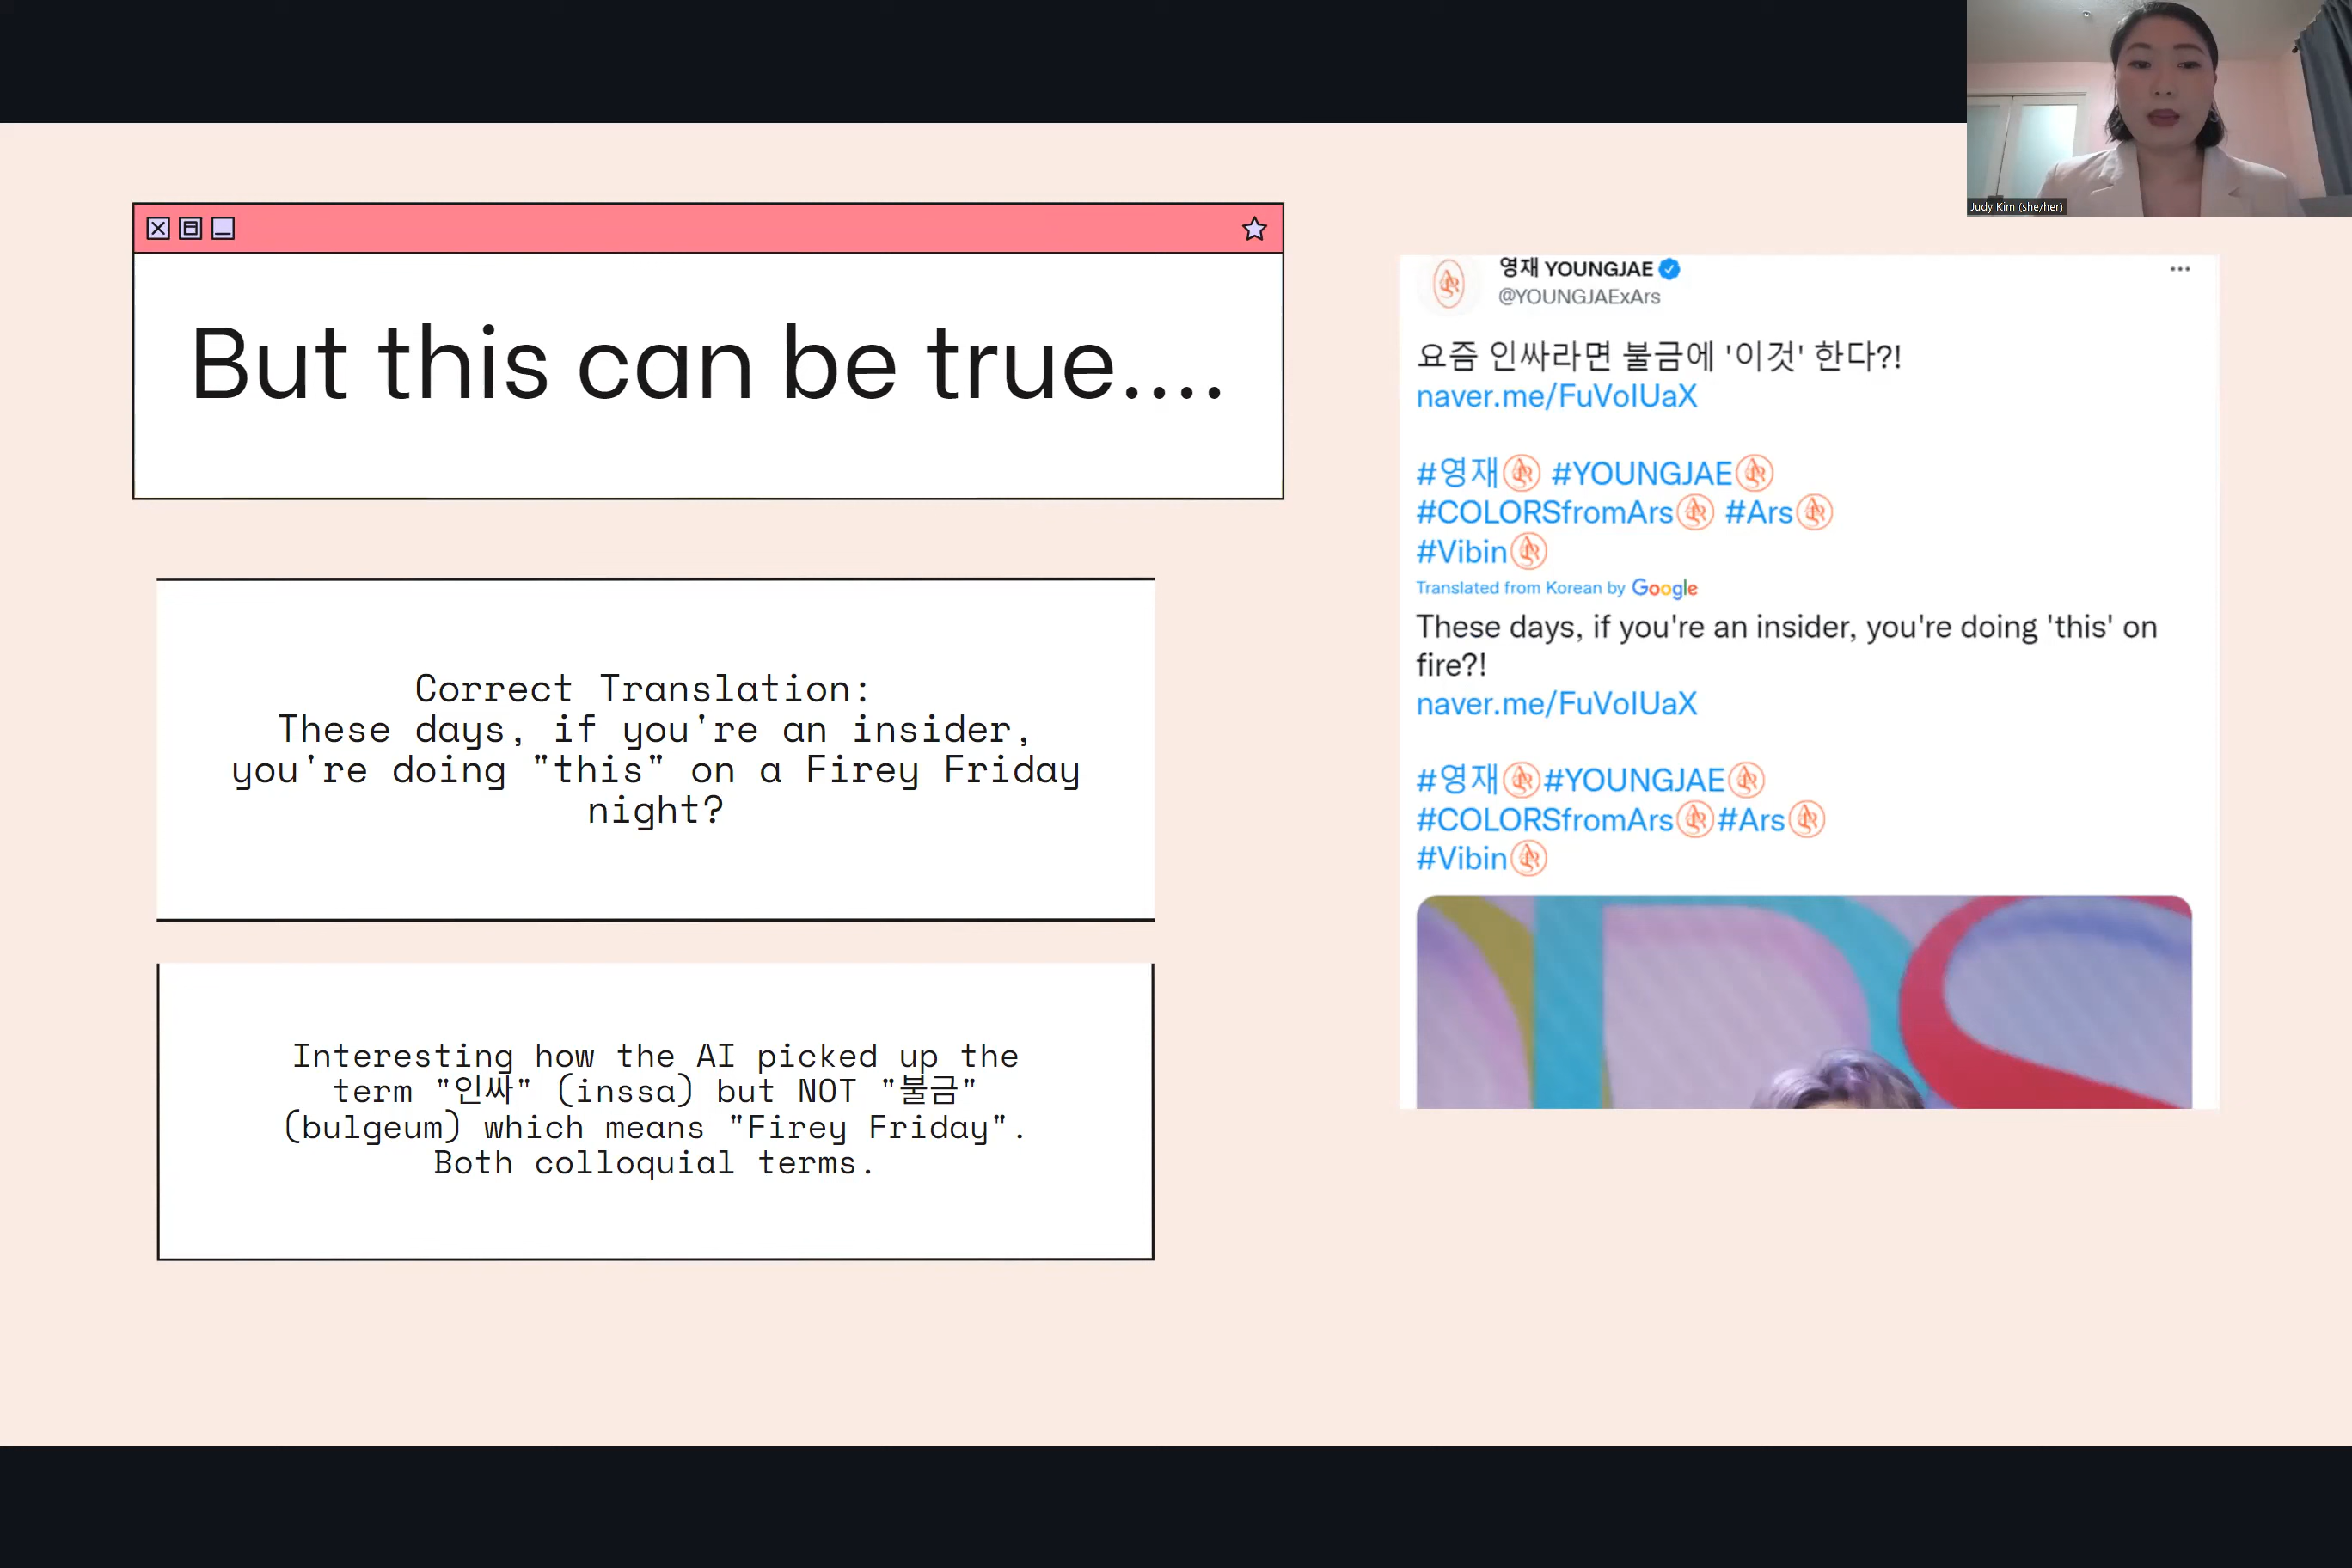 But this can be true....
Correct Translation:
These days, if you're an insider,
you're doing "this" on a Firey Friday
night?
Interesting how the AI picked up the
term "인싸" (inssa) but NOT "불금"
(bulgeum) which means "Firey Friday".
Both colloquial terms.
Judy Kim (she/her)
영재 YOUNGJAE
@YOUNGJAExArs
요즘 인싸라면 불금에 '이것' 한다?!
naver.me/FuVolUaX
#영재 #YOUNGJAE
#COLORSfromArs #Ars
#Vibin
Translated from Korean by Google
These days, if you're an insider, you're doing 'this' on
fire?!
naver.me/FuVolUaX
#영재 #YOUNGJAE
#COLORSfromArs #Ars
#Vibin
RS